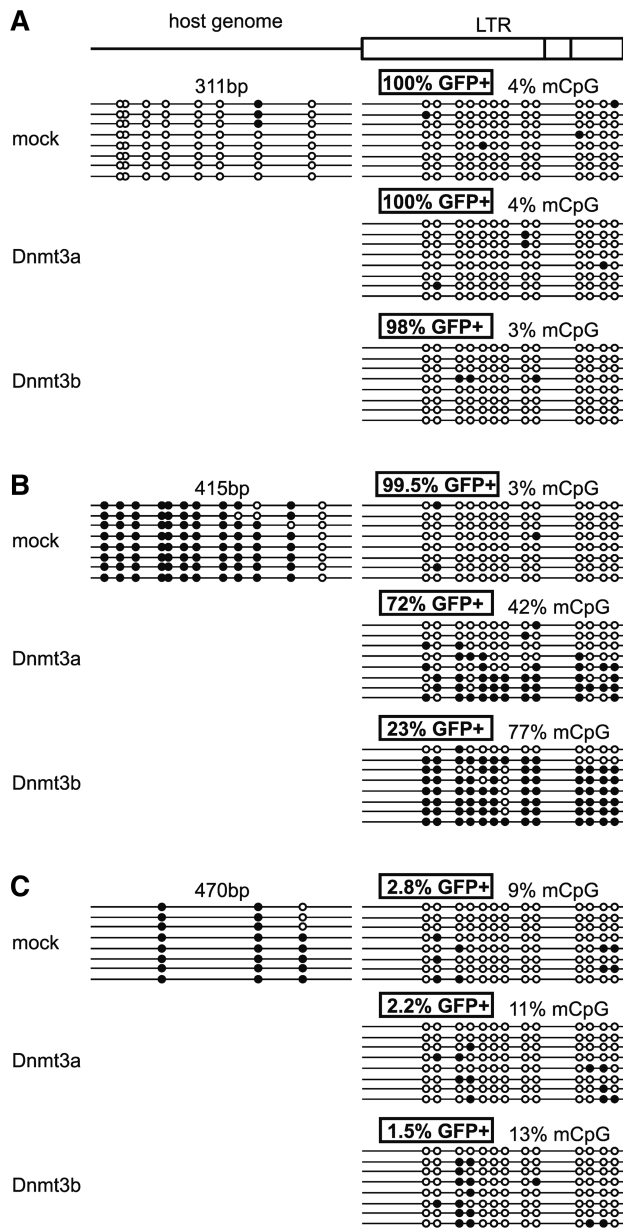 A
host genome LTR
311bp 100% GFP+ 4% mCpG
mock
100% GFP+ 4% mCpG
Dnmt3a
98% GFP+ 3% mCpG
Dnmt3b
B
415bp 99.5% GFP+ 3% mCpG
mock
72% GFP+ 42% mCpG
Dnmt3a
23% GFP+ 77% mCpG
Dnmt3b
C
470bp 2.8% GFP+ 9% mCpG
mock
2.2% GFP+ 11% mCpG
Dnmt3a
1.5% GFP+ 13% mCpG
Dnmt3b